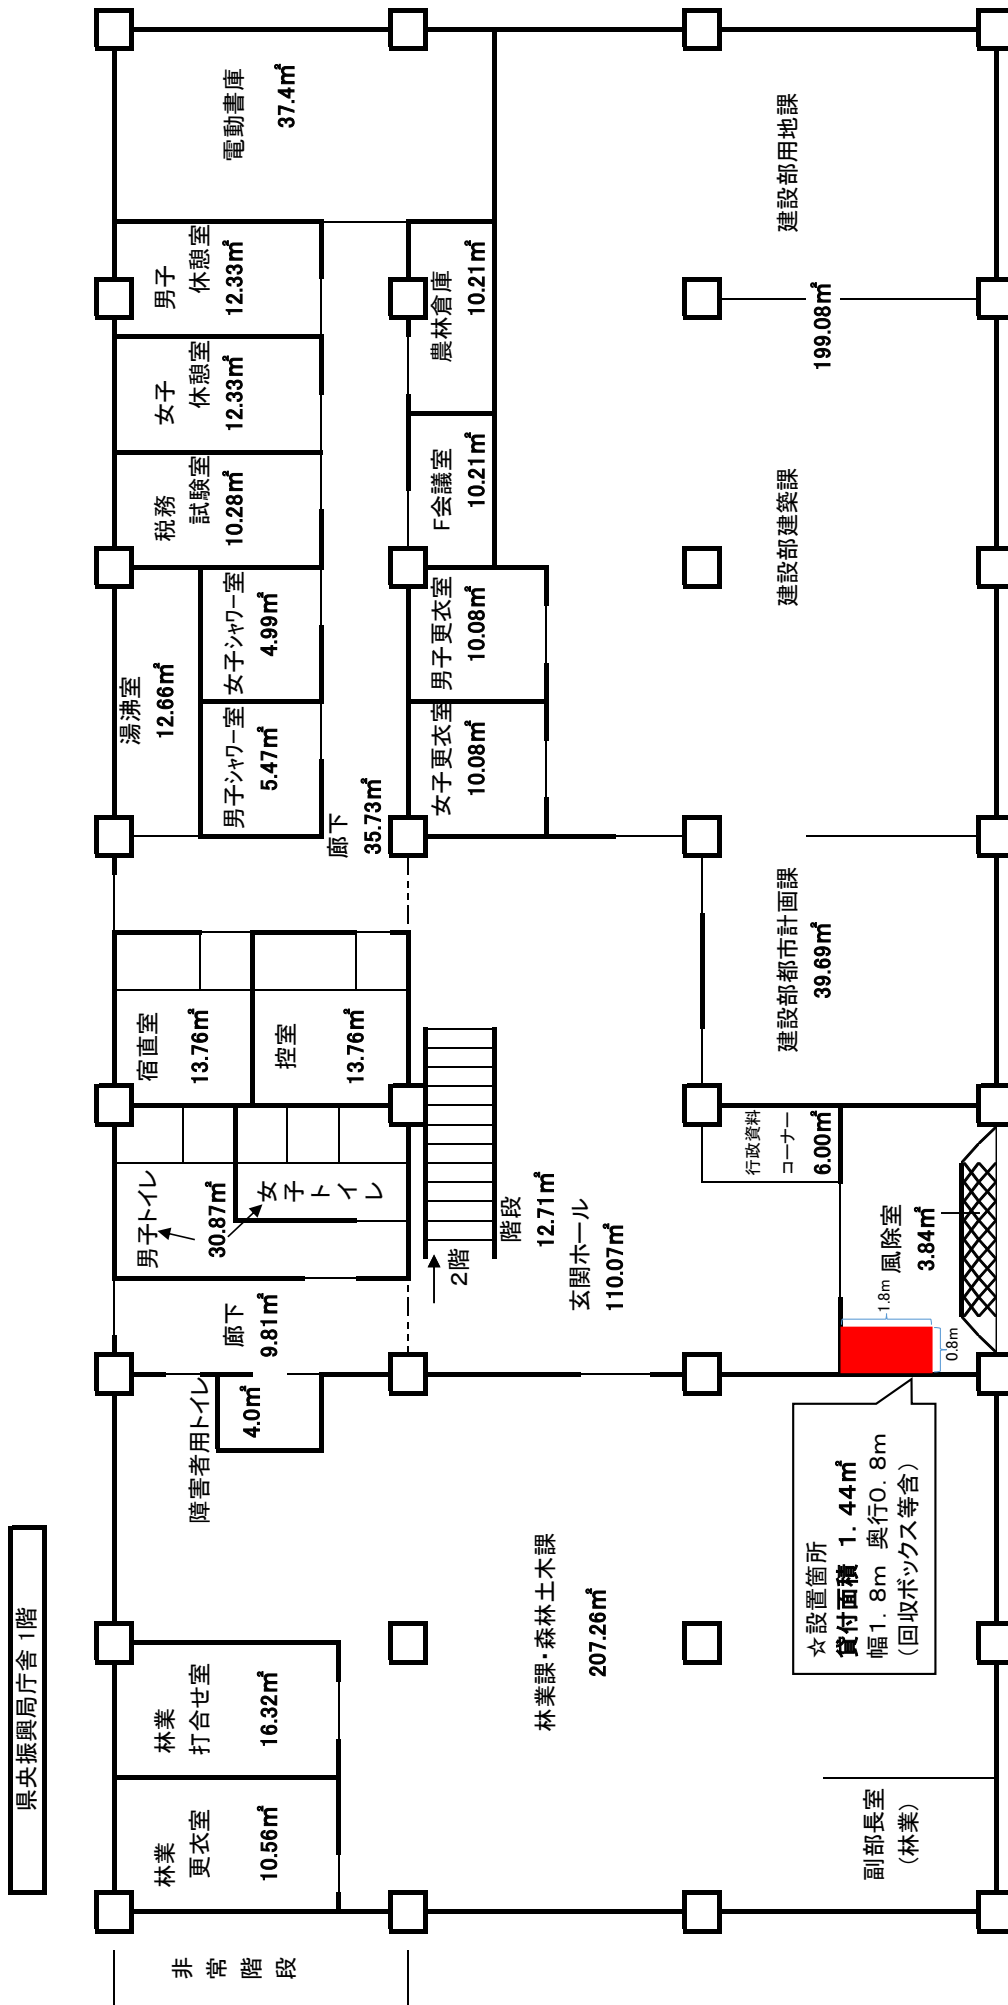 県央振興局庁舎 1階
非常階段
林業
更衣室
10.56㎡
林業
打合せ室
16.32㎡
障害者用トイレ
4.0㎡
廊下
9.81㎡
男子トイレ
30.87㎡
女子トイレ
宿直室
13.76㎡
控室
13.76㎡
湯沸室
12.66㎡
男子シャワー室
5.47㎡
女子シャワー室
4.99㎡
税務
試験室
10.28㎡
女子
休憩室
12.33㎡
男子
休憩室
12.33㎡
電動書庫
37.4㎡
廊下
35.73㎡
2階
階段
12.71㎡
女子更衣室
10.08㎡
男子更衣室
10.08㎡
F会議室
10.21㎡
農林倉庫
10.21㎡
林業課・森林土木課
207.26㎡
玄関ホール
110.07㎡
行政資料
コーナー
6.00㎡
建設部都市計画課
39.69㎡
建設部建築課
199.08㎡
建設部用地課
副部長室
（林業）
☆設置箇所
貸付面積 1.44㎡
幅1.8m 奥行0.8m
（回収ボックス等含）
1.8m
0.8m
風除室
3.84㎡